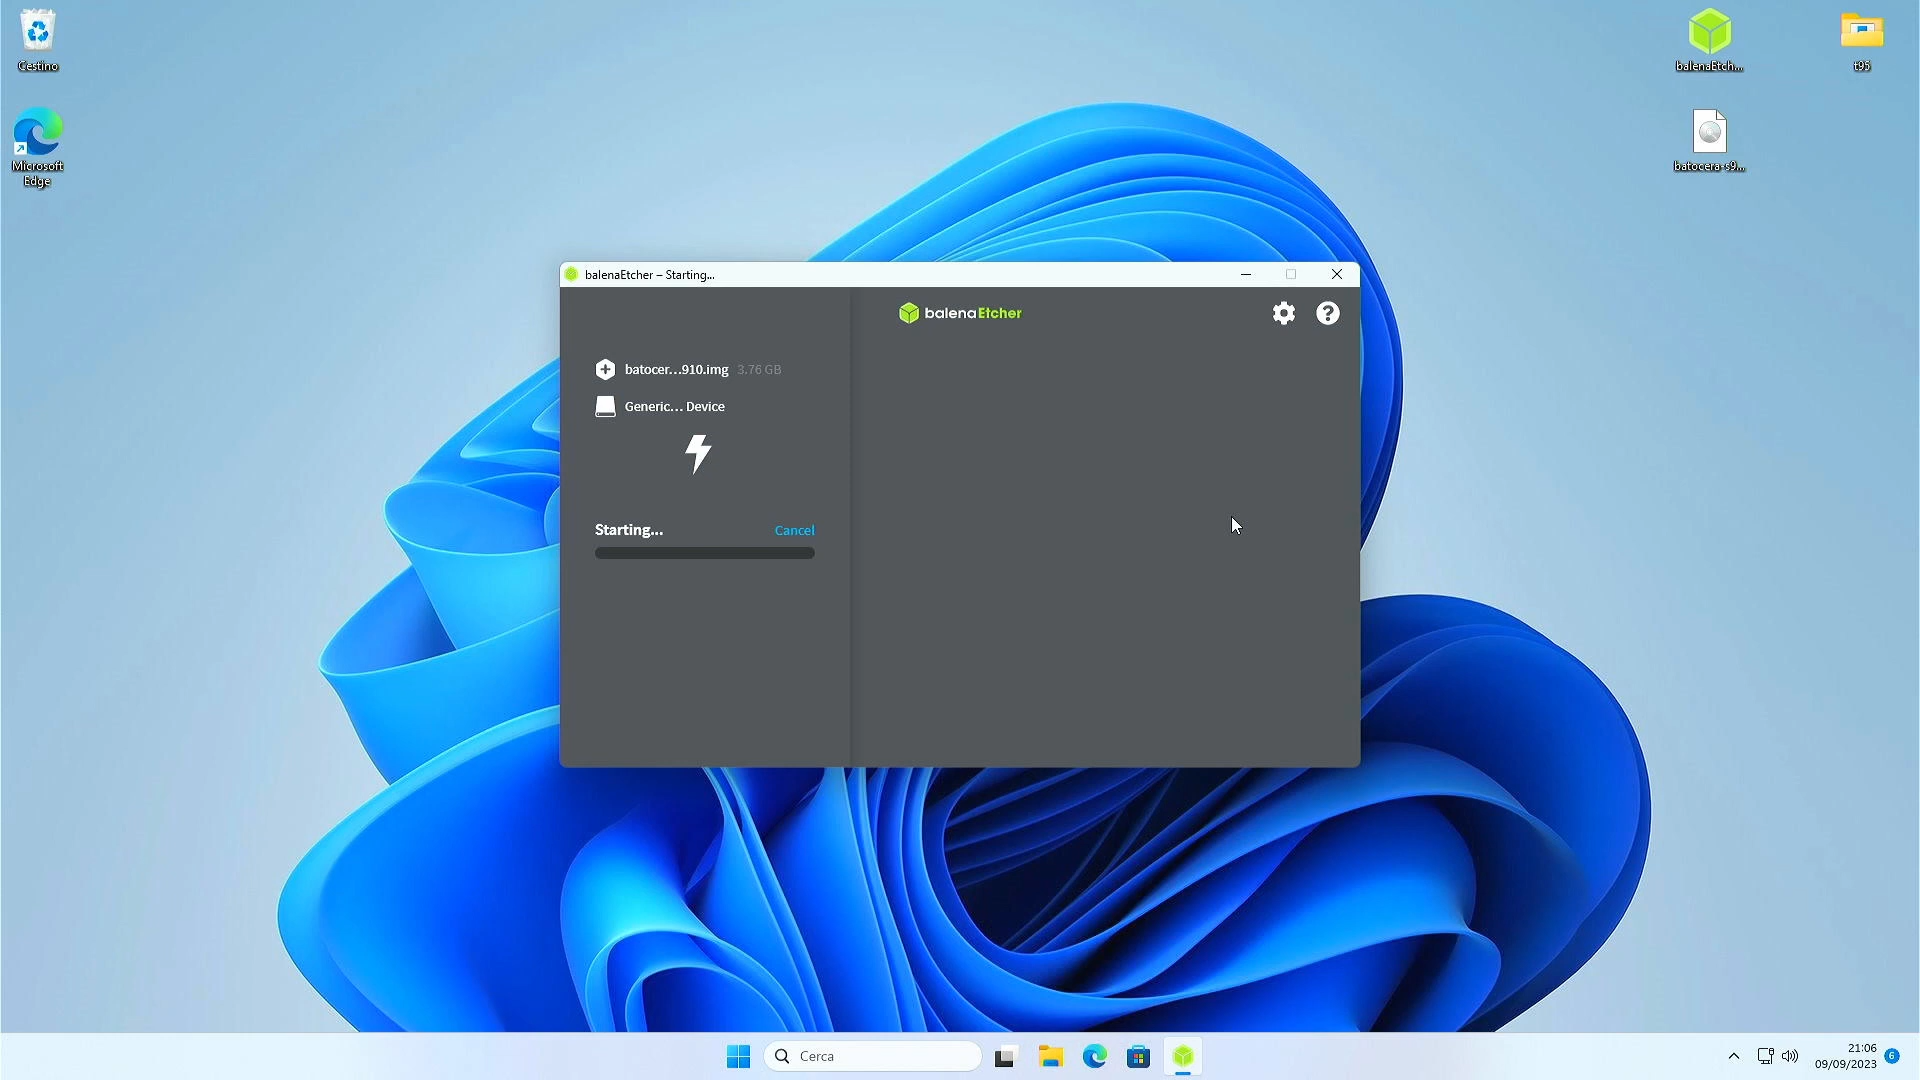 Cestino
Microsoft
Edge
balenaEtch...
t95
batocera-s9...
balenaEtcher – Starting...
balenaEtcher
batocer...910.img 3.76 GB
Generic... Device
Starting... Cancel
Cerca
21:06
09/09/2023
6